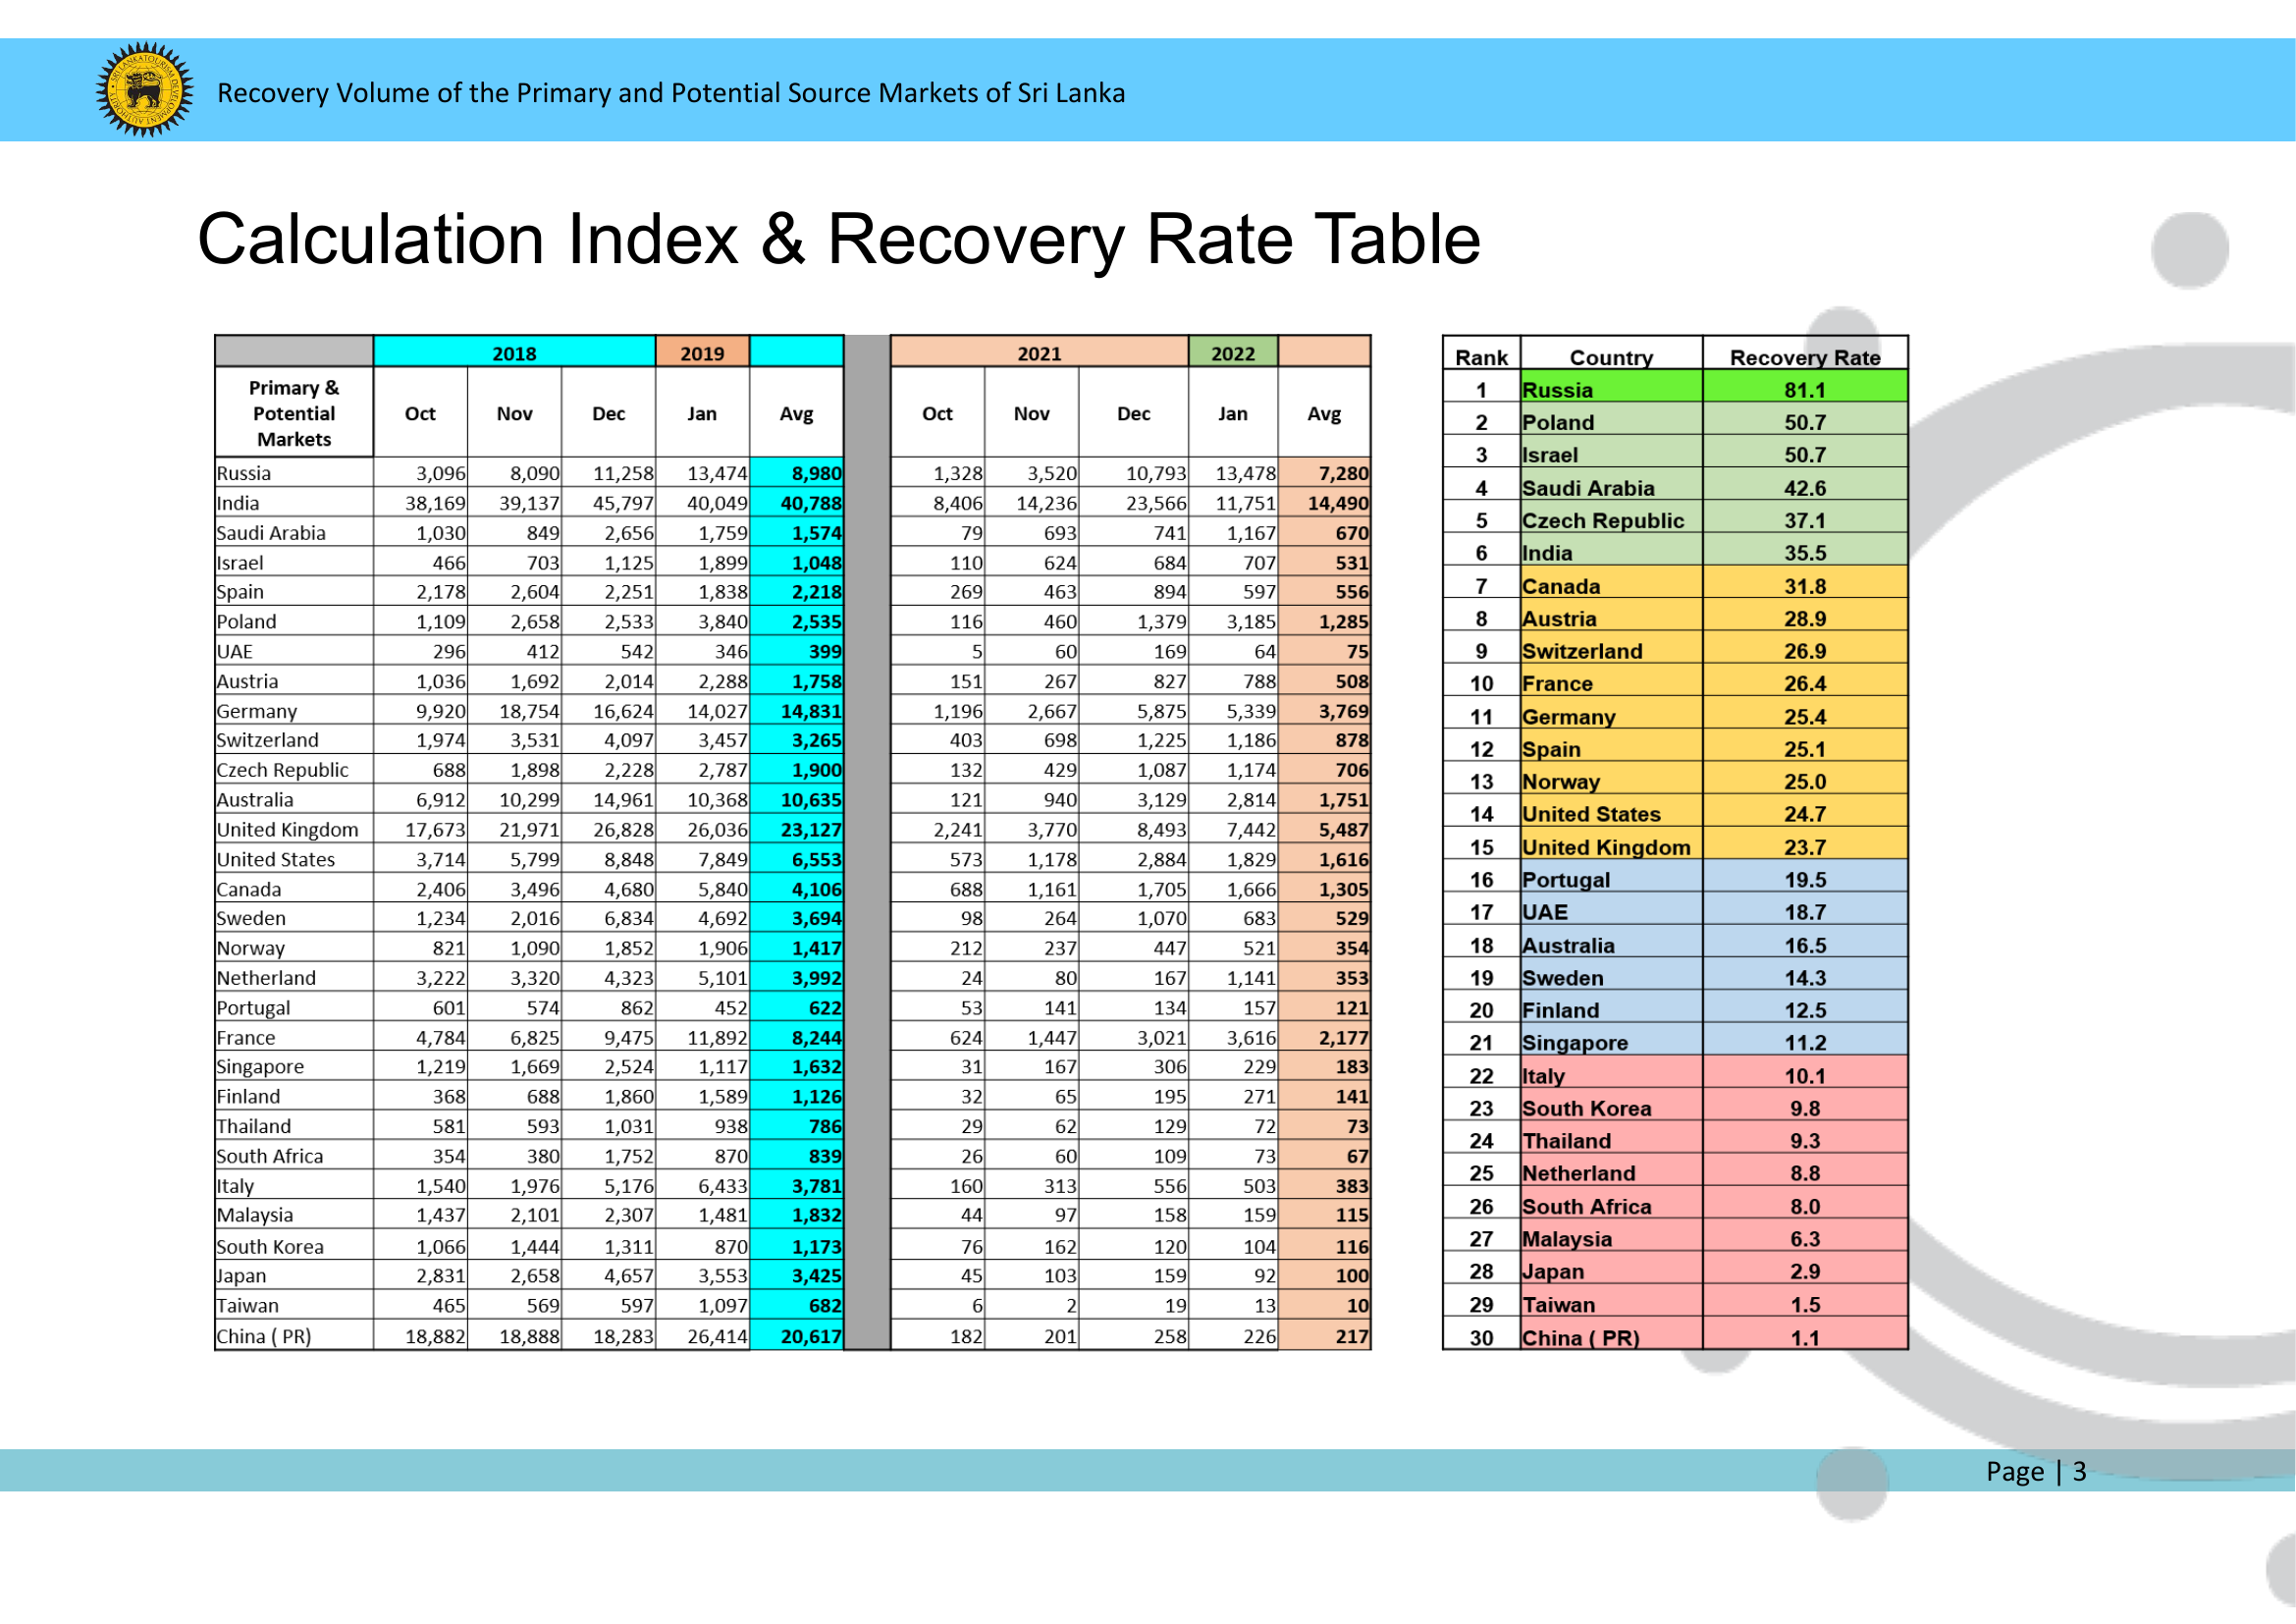 SRI LANKA TOURISM DEVELOPMENT AUTHORITY
Recovery Volume of the Primary and Potential Source Markets of Sri Lanka
Calculation Index & Recovery Rate Table
2018 2019 2021 2022
Primary &
Potential
Markets
Oct Nov Dec Jan Avg Oct Nov Dec Jan Avg
Russia 3,096 8,090 11,258 13,474 8,980 1,328 3,520 10,793 13,478 7,280
India 38,169 39,137 45,797 40,049 40,788 8,406 14,236 23,566 11,751 14,490
Saudi Arabia 1,030 849 2,656 1,759 1,574 79 693 741 1,167 670
Israel 466 703 1,125 1,899 1,048 110 624 684 707 531
Spain 2,178 2,604 2,251 1,838 2,218 269 463 894 597 556
Poland 1,109 2,658 2,533 3,840 2,535 116 460 1,379 3,185 1,285
UAE 296 412 542 346 399 5 60 169 64 75
Austria 1,036 1,692 2,014 2,288 1,758 151 267 827 788 508
Germany 9,920 18,754 16,624 14,027 14,831 1,196 2,667 5,875 5,339 3,769
Switzerland 1,974 3,531 4,097 3,457 3,265 403 698 1,225 1,186 878
Czech Republic 688 1,898 2,228 2,787 1,900 132 429 1,087 1,174 706
Australia 6,912 10,299 14,961 10,368 10,635 121 940 3,129 2,814 1,751
United Kingdom 17,673 21,971 26,828 26,036 23,127 2,241 3,770 8,493 7,442 5,487
United States 3,714 5,799 8,848 7,849 6,553 573 1,178 2,884 1,829 1,616
Canada 2,406 3,496 4,680 5,840 4,106 688 1,161 1,705 1,666 1,305
Sweden 1,234 2,016 6,834 4,692 3,694 98 264 1,070 683 529
Norway 821 1,090 1,852 1,906 1,417 212 237 447 521 354
Netherland 3,222 3,320 4,323 5,101 3,992 24 80 167 1,141 353
Portugal 601 574 862 452 622 53 141 134 157 121
France 4,784 6,825 9,475 11,892 8,244 624 1,447 3,021 3,616 2,177
Singapore 1,219 1,669 2,524 1,117 1,632 31 167 306 229 183
Finland 368 688 1,860 1,589 1,126 32 65 195 271 141
Thailand 581 593 1,031 938 786 29 62 129 72 73
South Africa 354 380 1,752 870 839 26 60 109 73 67
Italy 1,540 1,976 5,176 6,433 3,781 160 313 556 503 383
Malaysia 1,437 2,101 2,307 1,481 1,832 44 97 158 159 115
South Korea 1,066 1,444 1,311 870 1,173 76 162 120 104 116
Japan 2,831 2,658 4,657 3,553 3,425 45 103 159 92 100
Taiwan 465 569 597 1,097 682 6 2 19 13 10
China ( PR) 18,882 18,888 18,283 26,414 20,617 182 201 258 226 217
Rank Country Recovery Rate
1 Russia 81.1
2 Poland 50.7
3 Israel 50.7
4 Saudi Arabia 42.6
5 Czech Republic 37.1
6 India 35.5
7 Canada 31.8
8 Austria 28.9
9 Switzerland 26.9
10 France 26.4
11 Germany 25.4
12 Spain 25.1
13 Norway 25.0
14 United States 24.7
15 United Kingdom 23.7
16 Portugal 19.5
17 UAE 18.7
18 Australia 16.5
19 Sweden 14.3
20 Finland 12.5
21 Singapore 11.2
22 Italy 10.1
23 South Korea 9.8
24 Thailand 9.3
25 Netherland 8.8
26 South Africa 8.0
27 Malaysia 6.3
28 Japan 2.9
29 Taiwan 1.5
30 China ( PR) 1.1
Page | 3